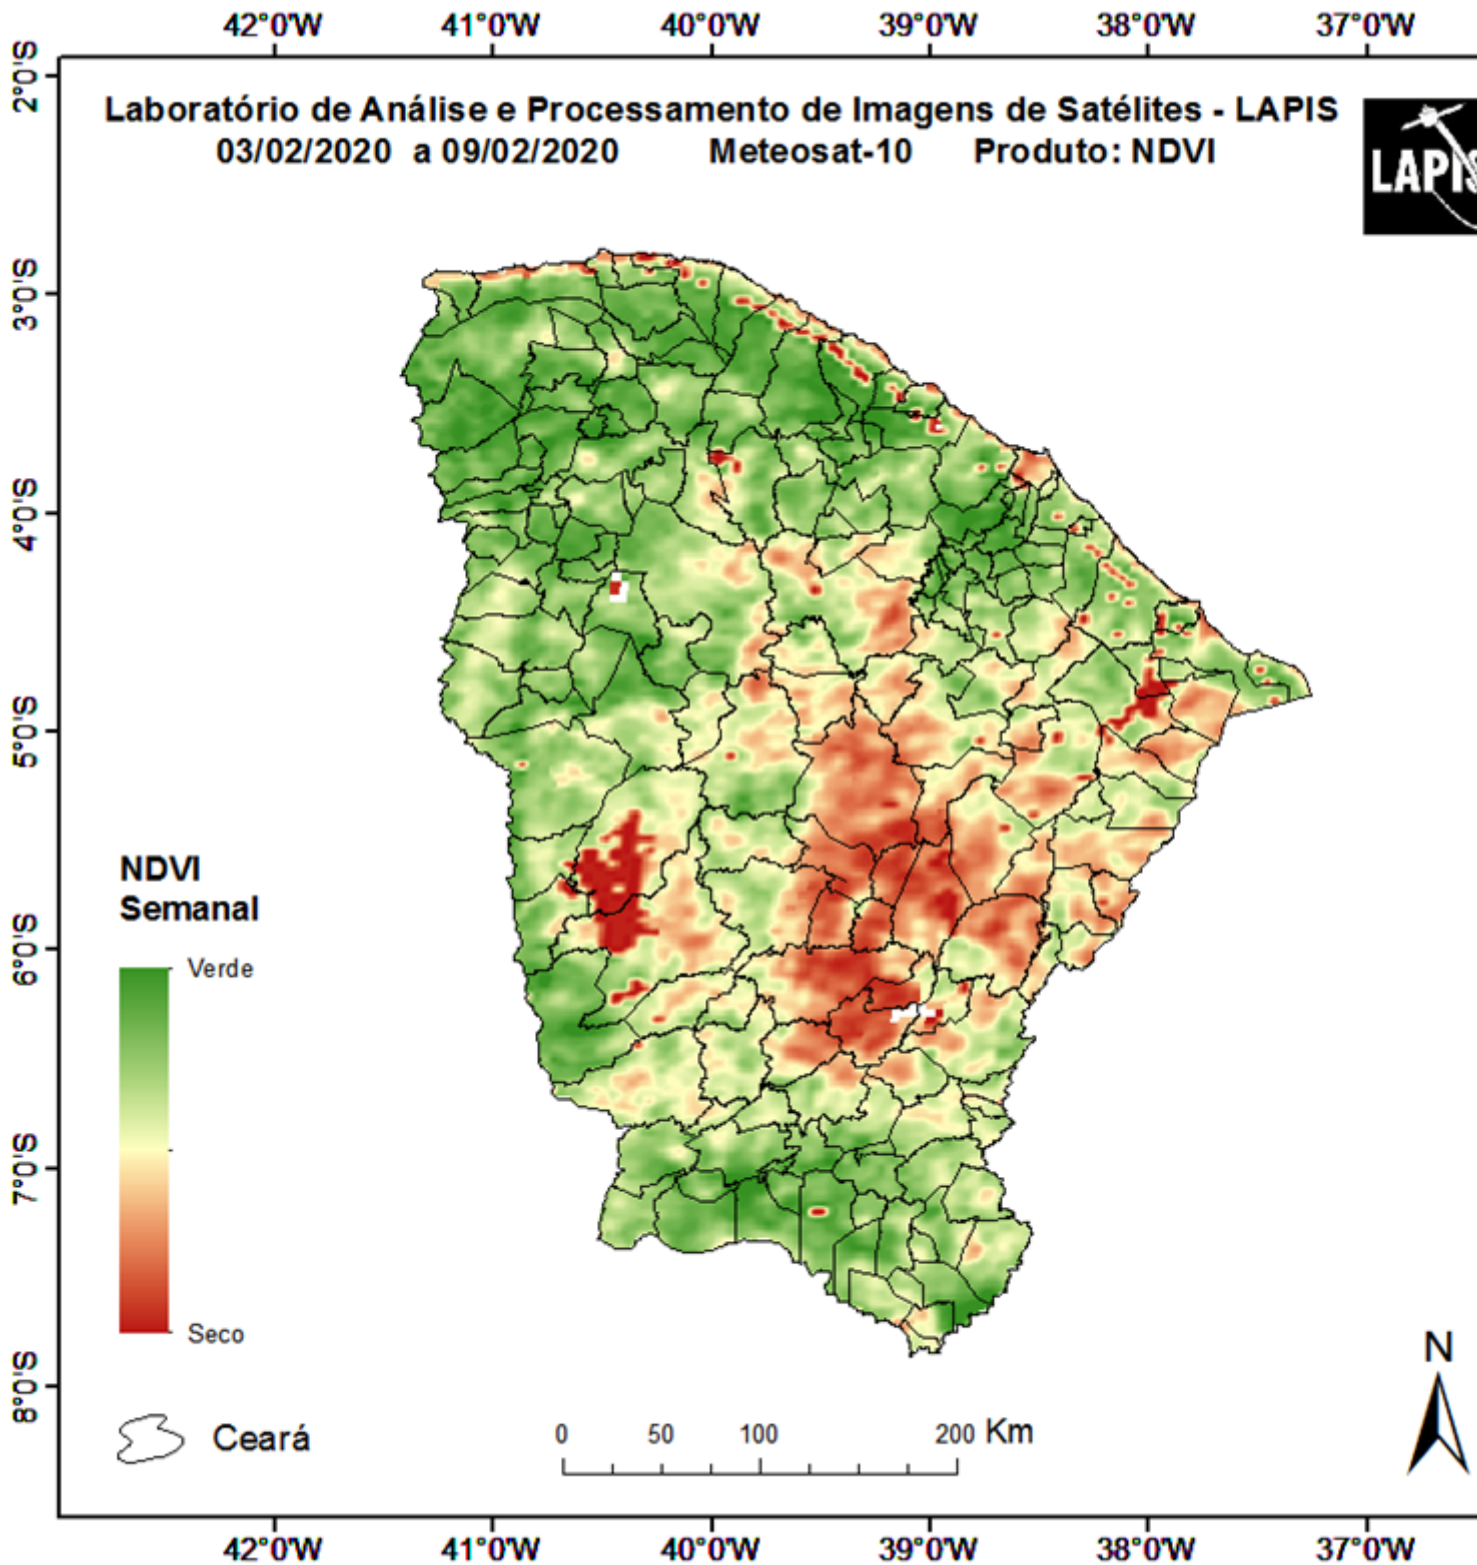 42°0'W 41°0'W 40°0'W 39°0'W 38°0'W 37°0'W
2°0'S
Laboratório de Análise e Processamento de Imagens de Satélites - LAPIS
03/02/2020 a 09/02/2020 Meteosat-10 Produto: NDVI
LAPIS
3°0'S
4°0'S
5°0'S
6°0'S
7°0'S
8°0'S
NDVI
Semanal
Verde
Seco
Ceará
0 50 100 200 Km
N
42°0'W 41°0'W 40°0'W 39°0'W 38°0'W 37°0'W